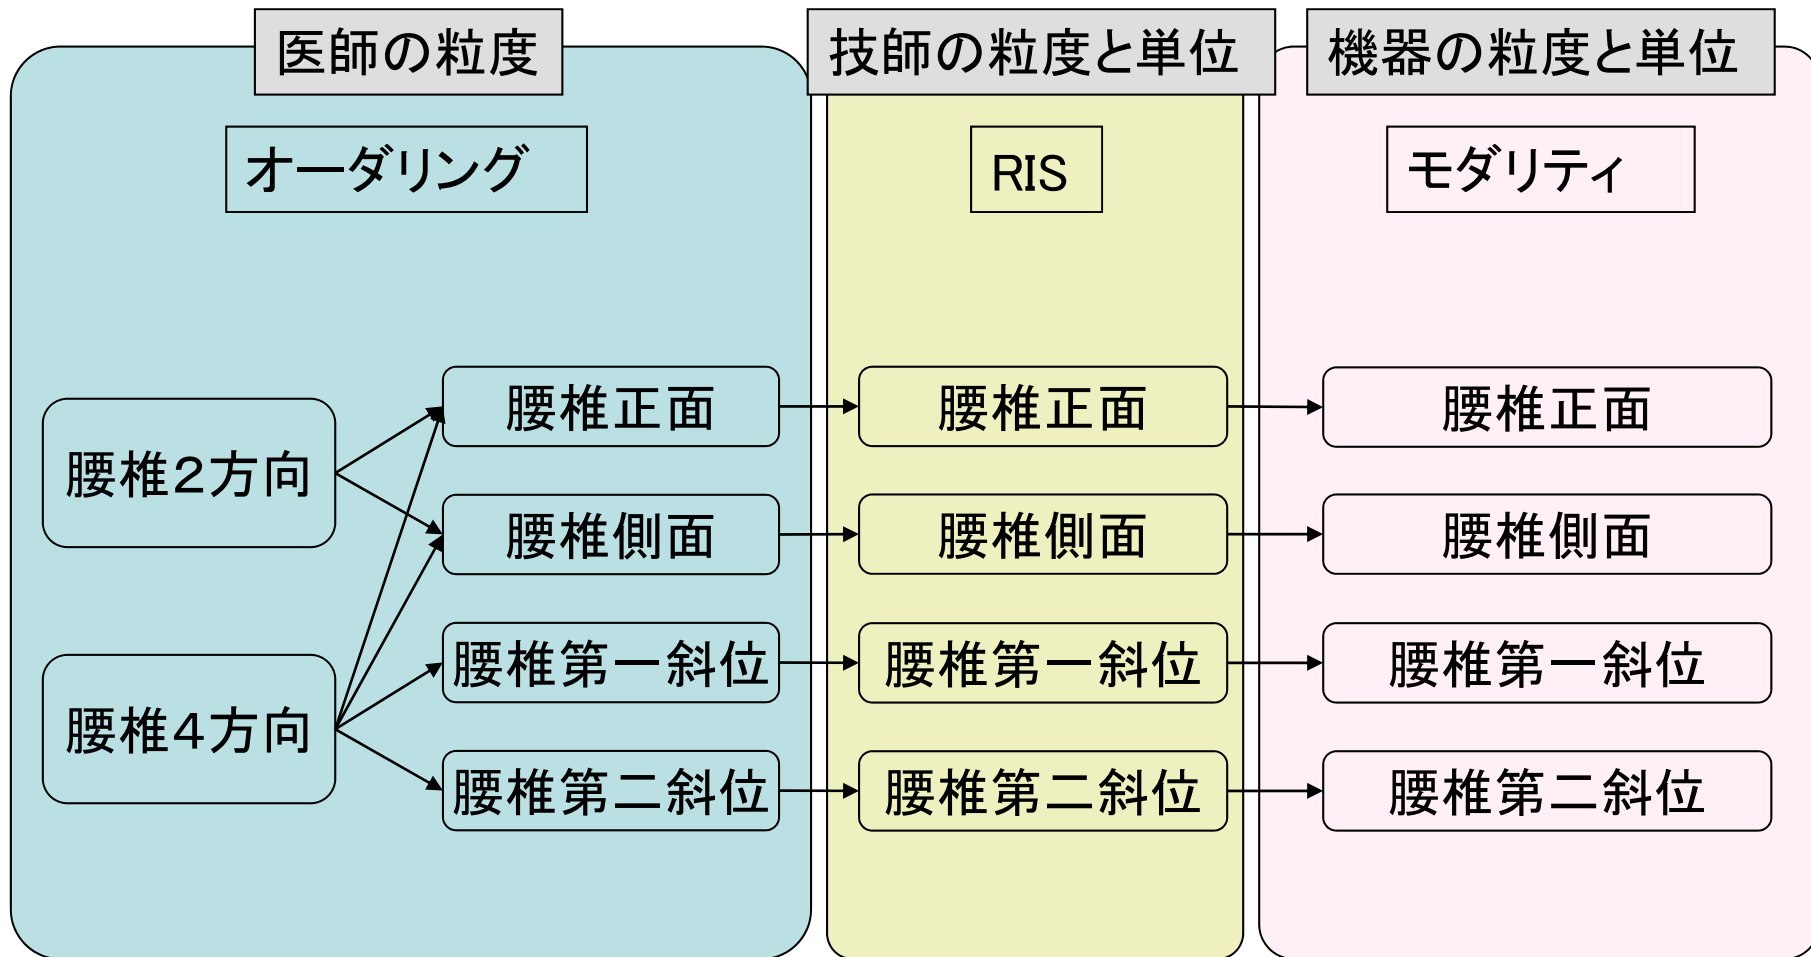 医師の粒度
技師の粒度と単位
機器の粒度と単位
オーダリング
RIS
モダリティ
腰椎2方向
腰椎4方向
腰椎正面
腰椎側面
腰椎第一斜位
腰椎第二斜位
腰椎正面
腰椎側面
腰椎第一斜位
腰椎第二斜位
腰椎正面
腰椎側面
腰椎第一斜位
腰椎第二斜位